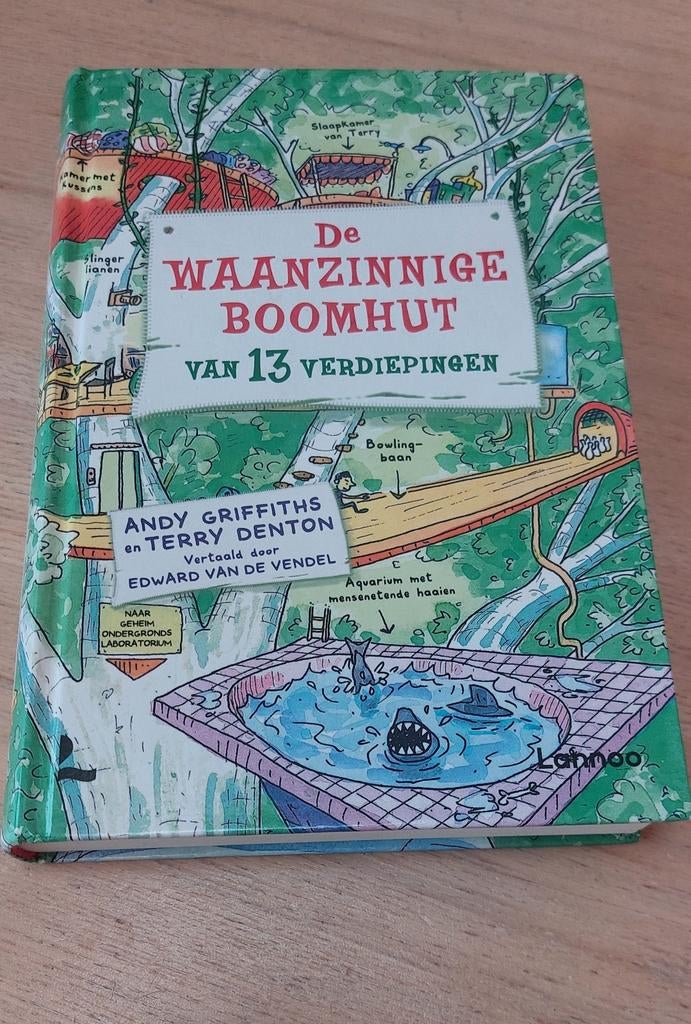 Slaapkamer
van Terry
Kamer met
kussens
Slinger
lianen
De
WAANZINNIGE
BOOMHUT
VAN 13 VERDIEPINGEN
Bowling-
baan
ANDY GRIFFITHS
en TERRY DENTON
Vertaald door
EDWARD VAN DE VENDEL
Aquarium met
mensenetende haaien
NAAR
GEHEIM
ONDERGRONDS
LABORATORIUM
Lannoo